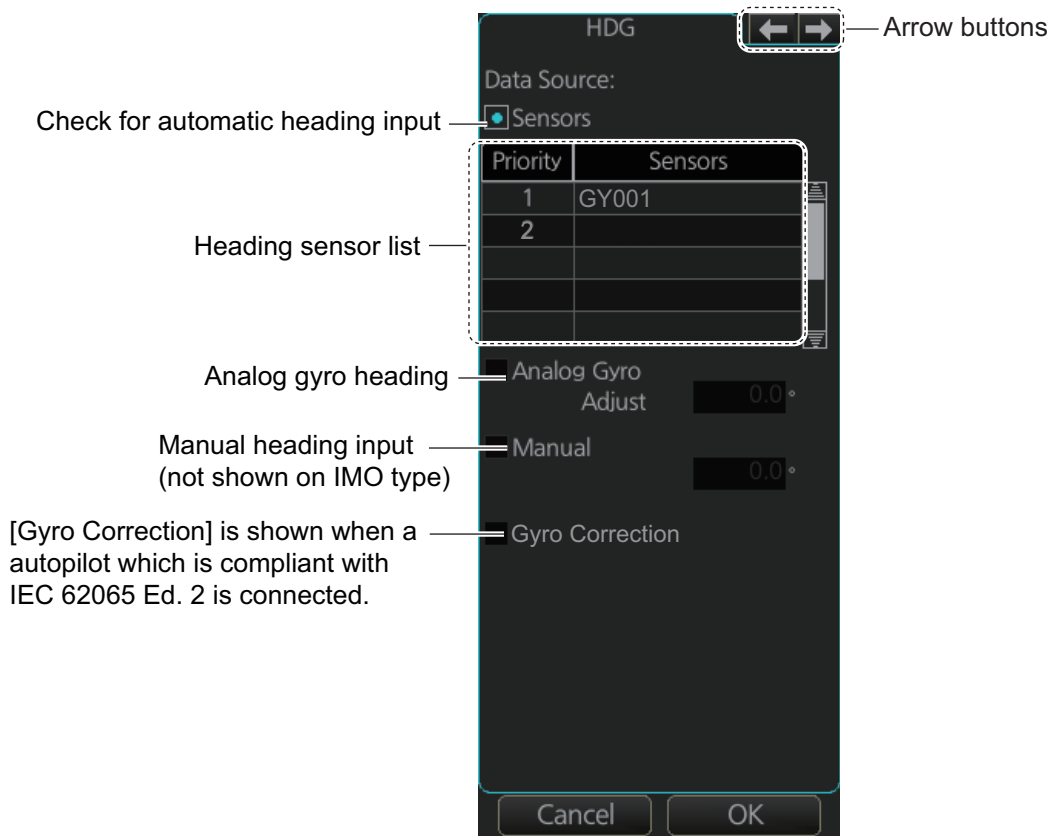 HDG
Arrow buttons
Data Source:
Check for automatic heading input
Sensors
Priority Sensors
1 GY001
2
Heading sensor list
Analog gyro heading
Analog Gyro
Adjust 0.0°
Manual heading input
(not shown on IMO type)
Manual
0.0°
[Gyro Correction] is shown when a
autopilot which is compliant with
IEC 62065 Ed. 2 is connected.
Gyro Correction
Cancel OK